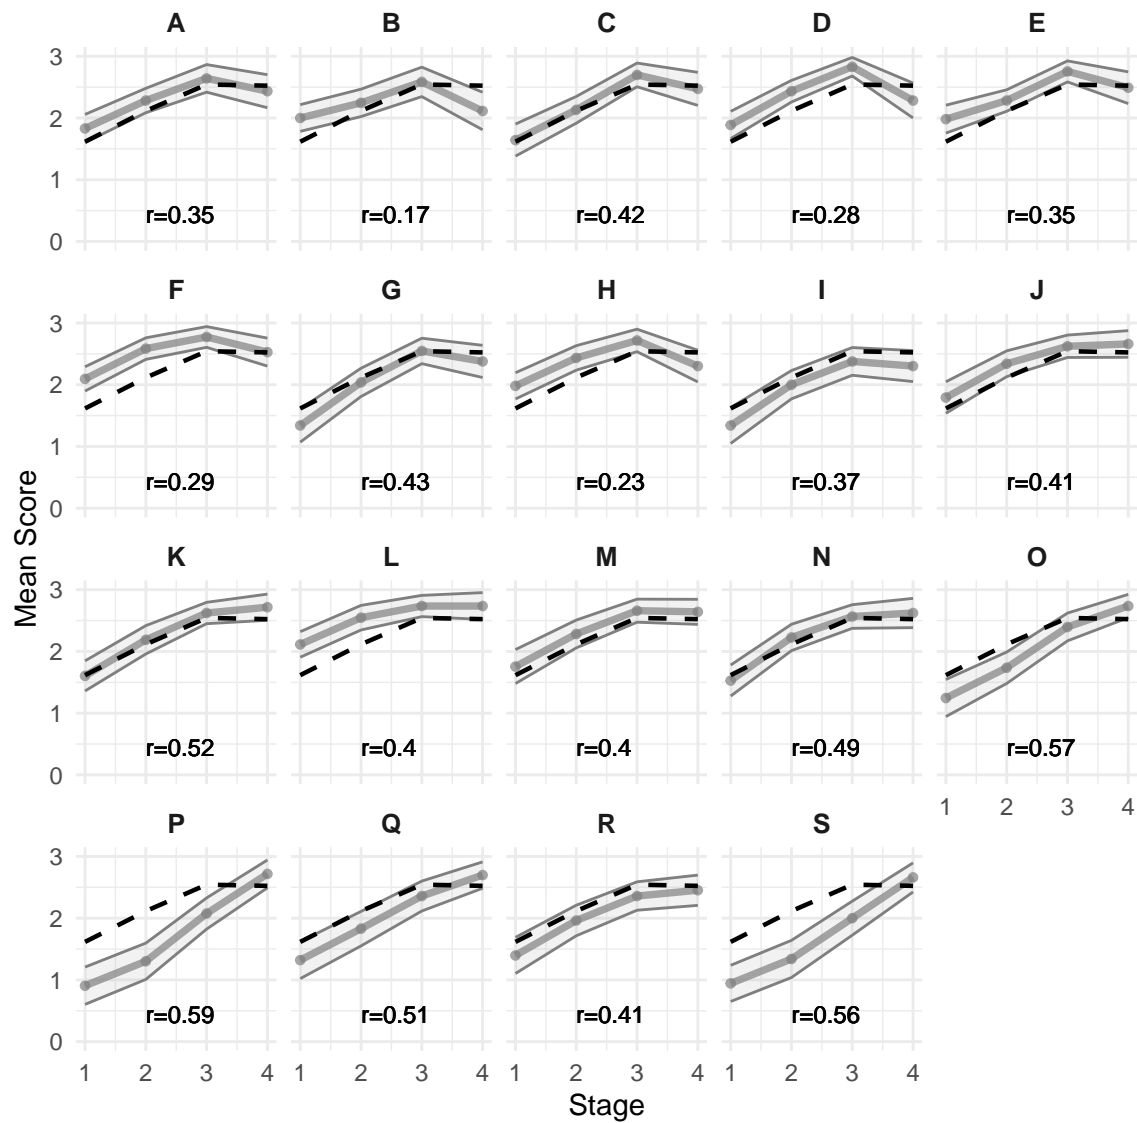 A B C D E
3
2
1
0
r=0.35 r=0.17 r=0.42 r=0.28 r=0.35
F G H I J
3
2
1
0
r=0.29 r=0.43 r=0.23 r=0.37 r=0.41
Mean Score
K L M N O
3
2
1
0
r=0.52 r=0.4 r=0.4 r=0.49 r=0.57
1 2 3 4
P Q R S
3
2
1
0
r=0.59 r=0.51 r=0.41 r=0.56
1 2 3 4 1 2 3 4 1 2 3 4 1 2 3 4
Stage